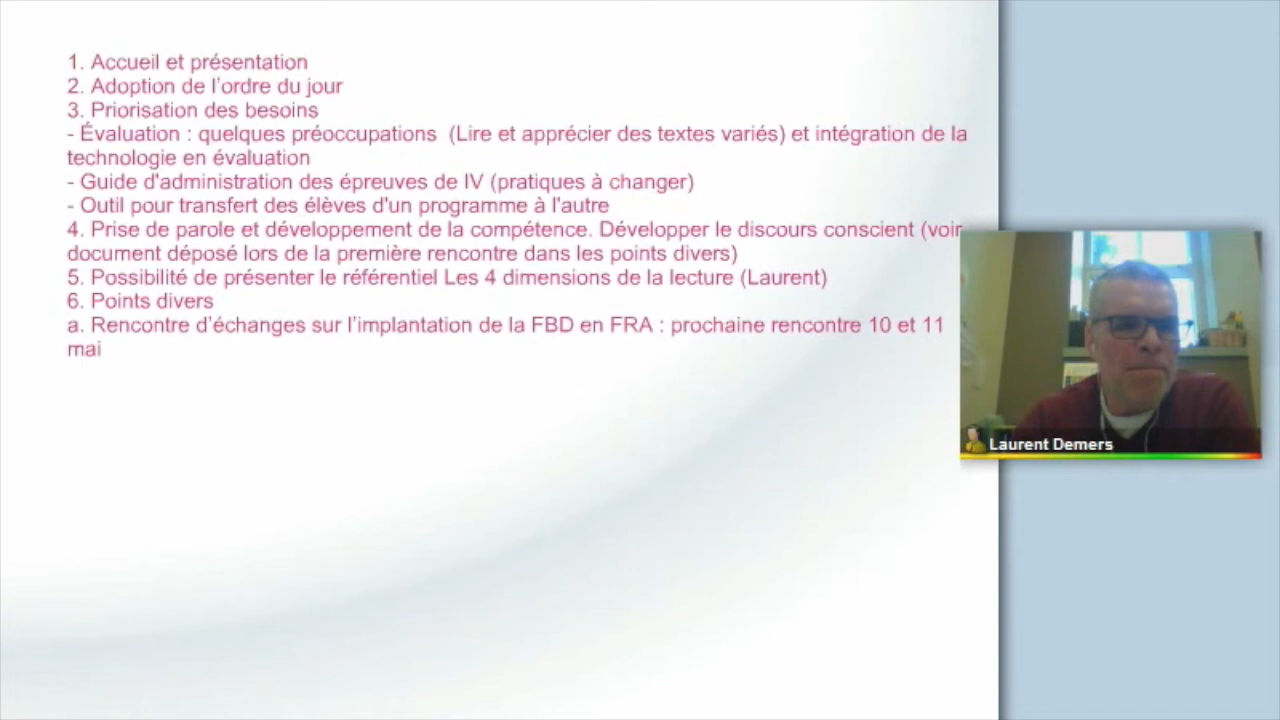 1. Accueil et présentation
2. Adoption de l’ordre du jour
3. Priorisation des besoins
- Évaluation : quelques préoccupations  (Lire et apprécier des textes variés) et intégration de la
technologie en évaluation
- Guide d'administration des épreuves de IV (pratiques à changer)
- Outil pour transfert des élèves d'un programme à l'autre
4. Prise de parole et développement de la compétence. Développer le discours conscient (voir
document déposé lors de la première rencontre dans les points divers)
5. Possibilité de présenter le référentiel Les 4 dimensions de la lecture (Laurent)
6. Points divers
a. Rencontre d’échanges sur l’implantation de la FBD en FRA : prochaine rencontre 10 et 11
mai
Laurent Demers